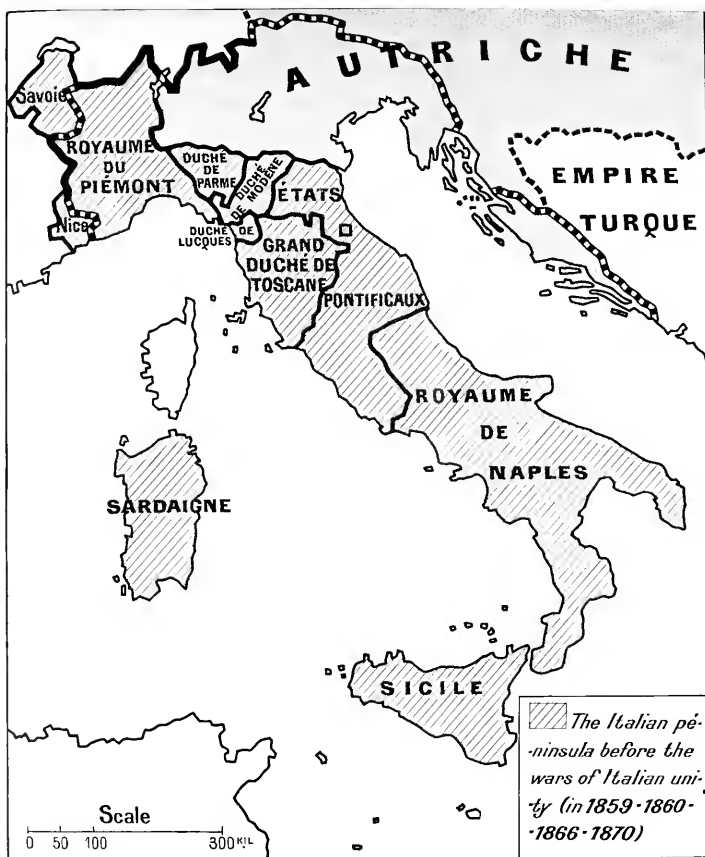 AUTRICHE
Savoie
ROYAUME
DU
PIÉMONT
DUCHÉ
DE
PARME
DUCHÉ
DE MODÈNE
ÉTATS
EMPIRE
TURQUE
Nice
DUCHÉ DE
LUCQUES
GRAND
DUCHÉ DE
TOSCANE
PONTIFICAUX
ROYAUME
DE
NAPLES
SARDAIGNE
SICILE
The Italian pé-
-ninsula before the
wars of Italian uni-
-ty (in 1859-1860-
-1866-1870)
Scale
0 50 100 300 KIL